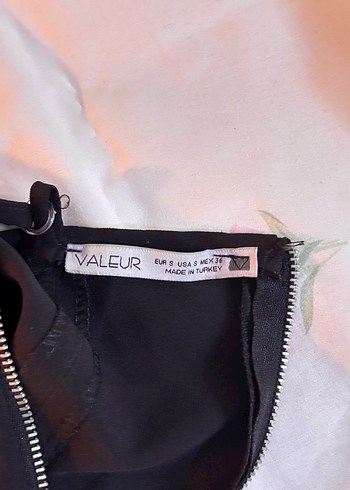 VALEUR
EUR S USA S MEX 36
MADE IN TURKEY